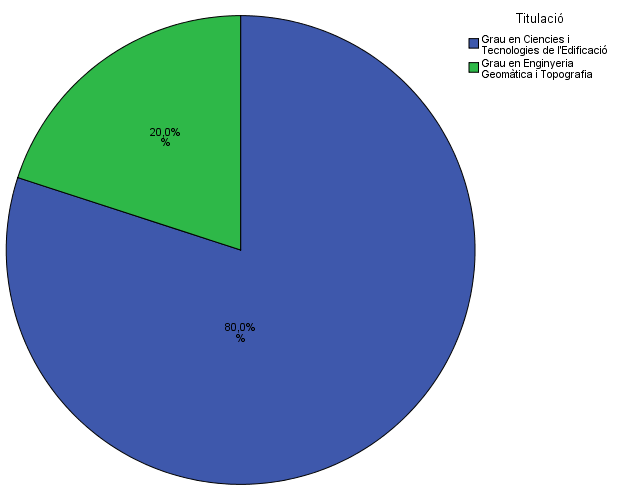 Titulació
Grau en Ciencies i
Tecnologies de l'Edificació
Grau en Enginyeria
Geomàtica i Topografia
20,0%
%
80,0%
%